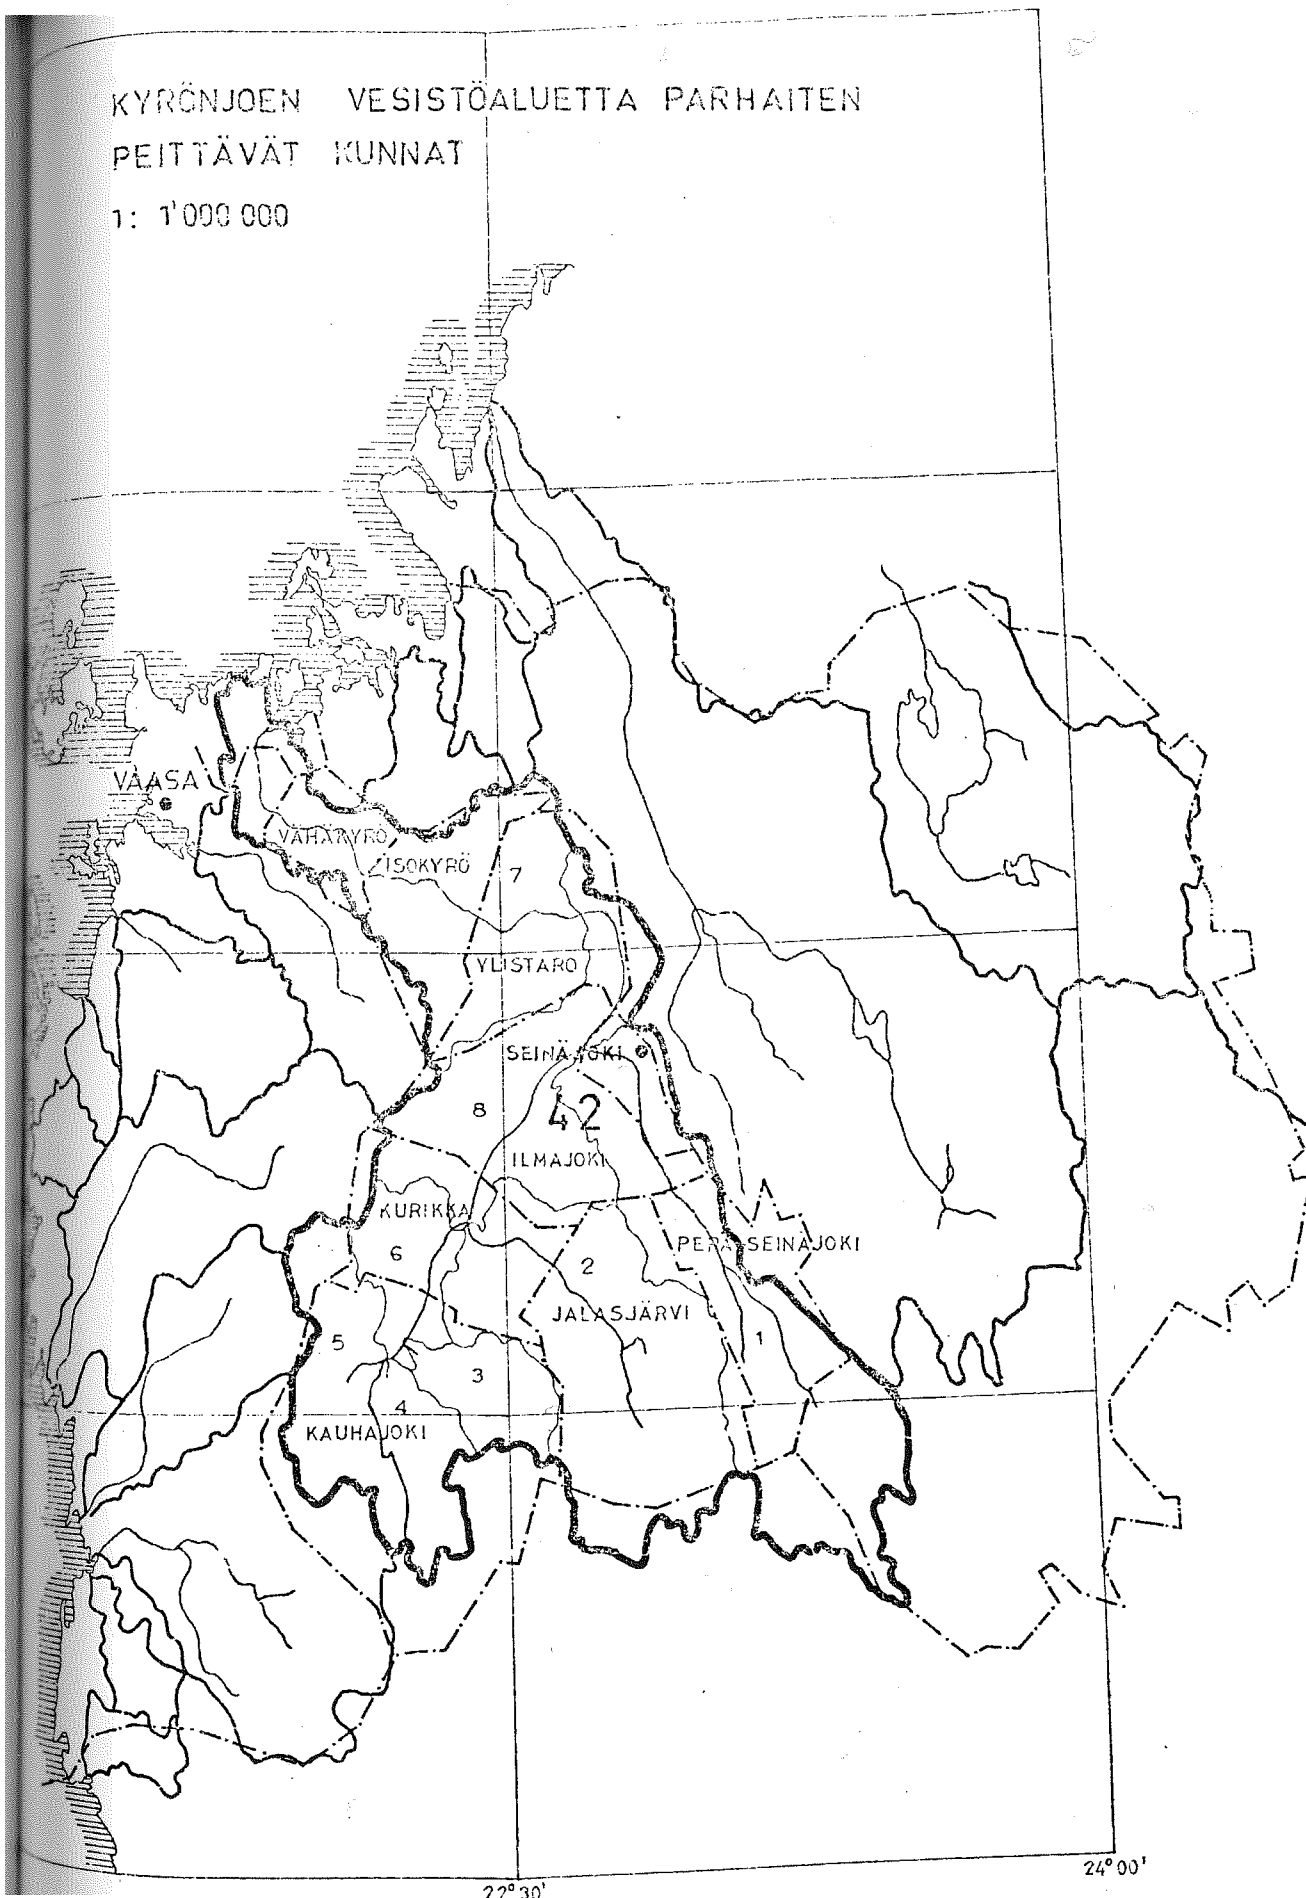 KYRÖNJOEN VESISTÖALUETTA PARHAITEN
PEITTÄVÄT KUNNAT
1: 1'000 000
VAASA
VÄHÄKYRÖ
ISOKYRÖ
7
YLISTARO
SEINÄJOKI
8
42
ILMAJOKI
KURIKKA
6
PERÄSEINÄJOKI
2
JALASJÄRVI
5
1
3
4
KAUHAJOKI
24°00'
22°30'